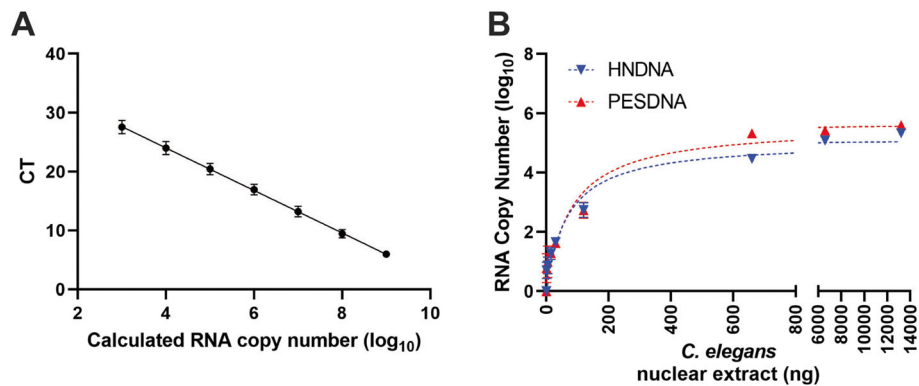 A
40
30
20
10
0
CT
2
4
6
8
10
Calculated RNA copy number (log10)
B
8
6
4
2
0
RNA Copy Number (log10)
HNDNA
PESDNA
0
200
400
600
800
6000
8000
10000
12000
14000
C. elegans
nuclear extract (ng)